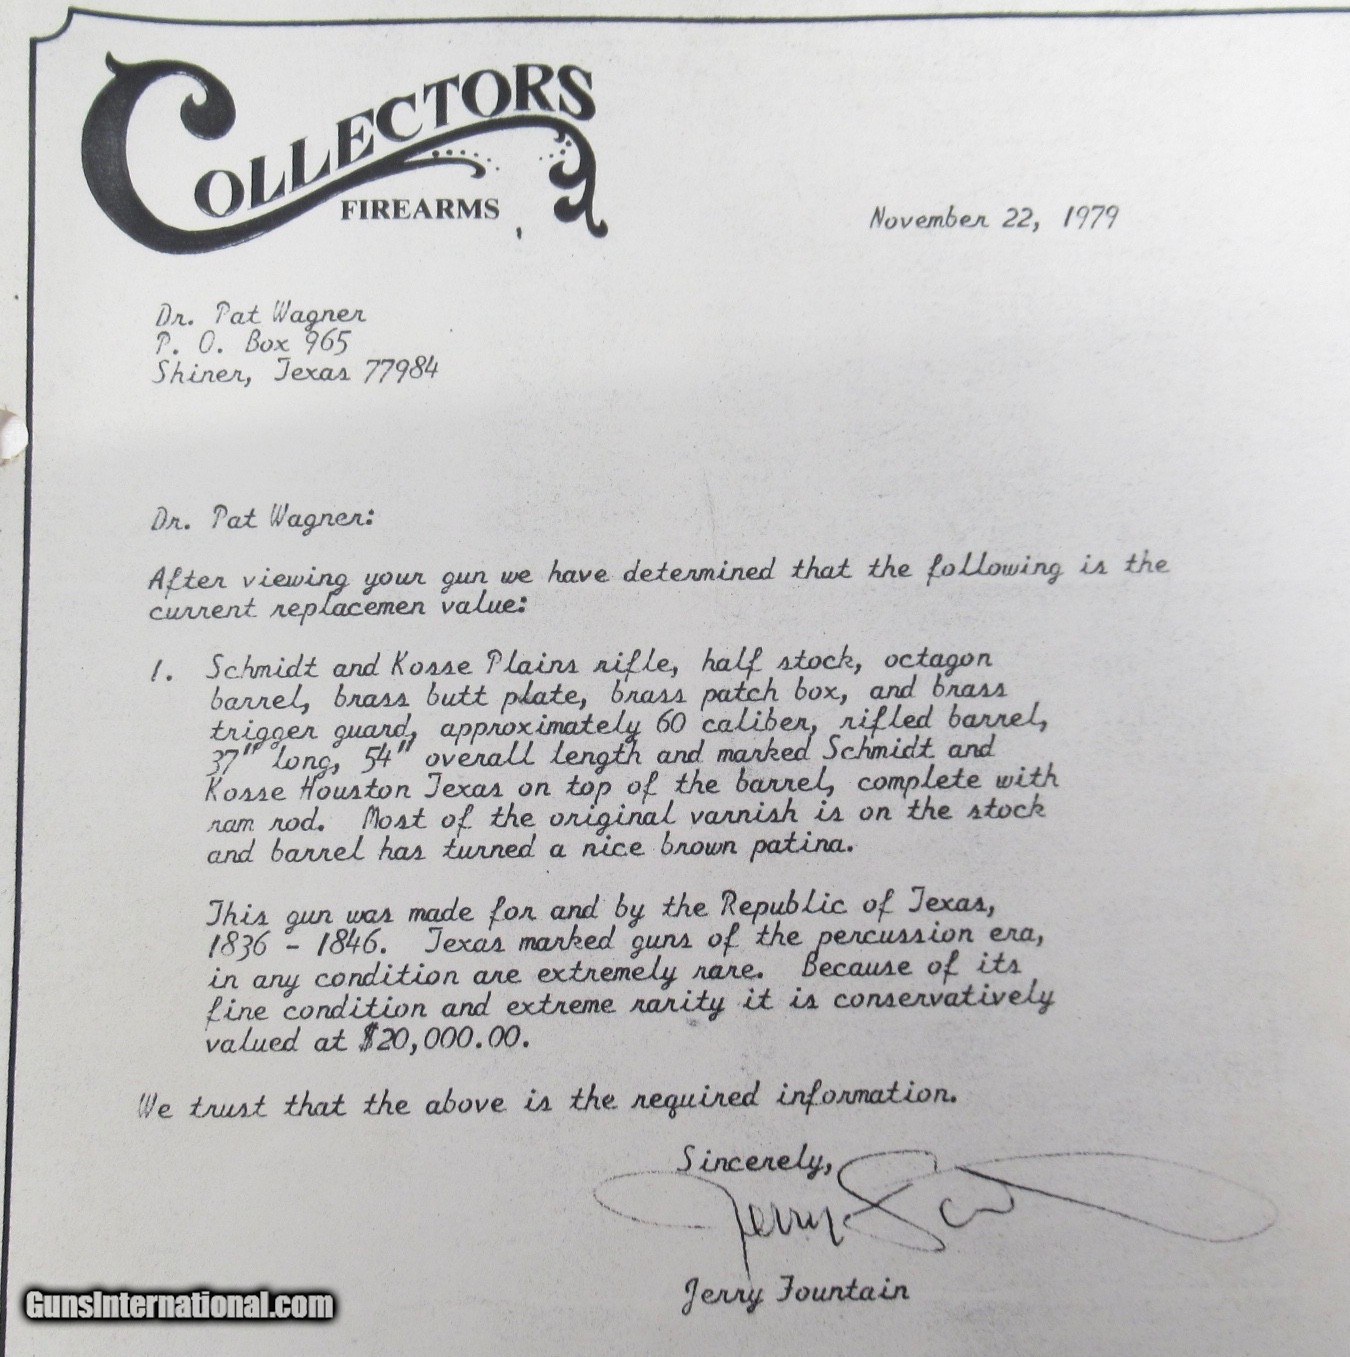 COLLECTORS
FIREARMS
November 22, 1979
Dr. Pat Wagner
P. O. Box 965
Shiner, Texas 77984
Dr. Pat Wagner:
After viewing your gun we have determined that the following is the
current replacemen value:
1. Schmidt and Kosse Plains rifle, half stock, octagon
barrel, brass butt plate, brass patch box, and brass
trigger guard, approximately 60 caliber, rifled barrel,
37" long, 54" overall length and marked Schmidt and
Kosse Houston Texas on top of the barrel, complete with
ram rod. Most of the original varnish is on the stock
and barrel has turned a nice brown patina.
This gun was made for and by the Republic of Texas,
1836 - 1846. Texas marked guns of the percussion era,
in any condition are extremely rare. Because of its
fine condition and extreme rarity it is conservatively
valued at $20,000.00.
We trust that the above is the required information.
Sincerely,
Jerry
Jerry Fountain
GunsInternational.com